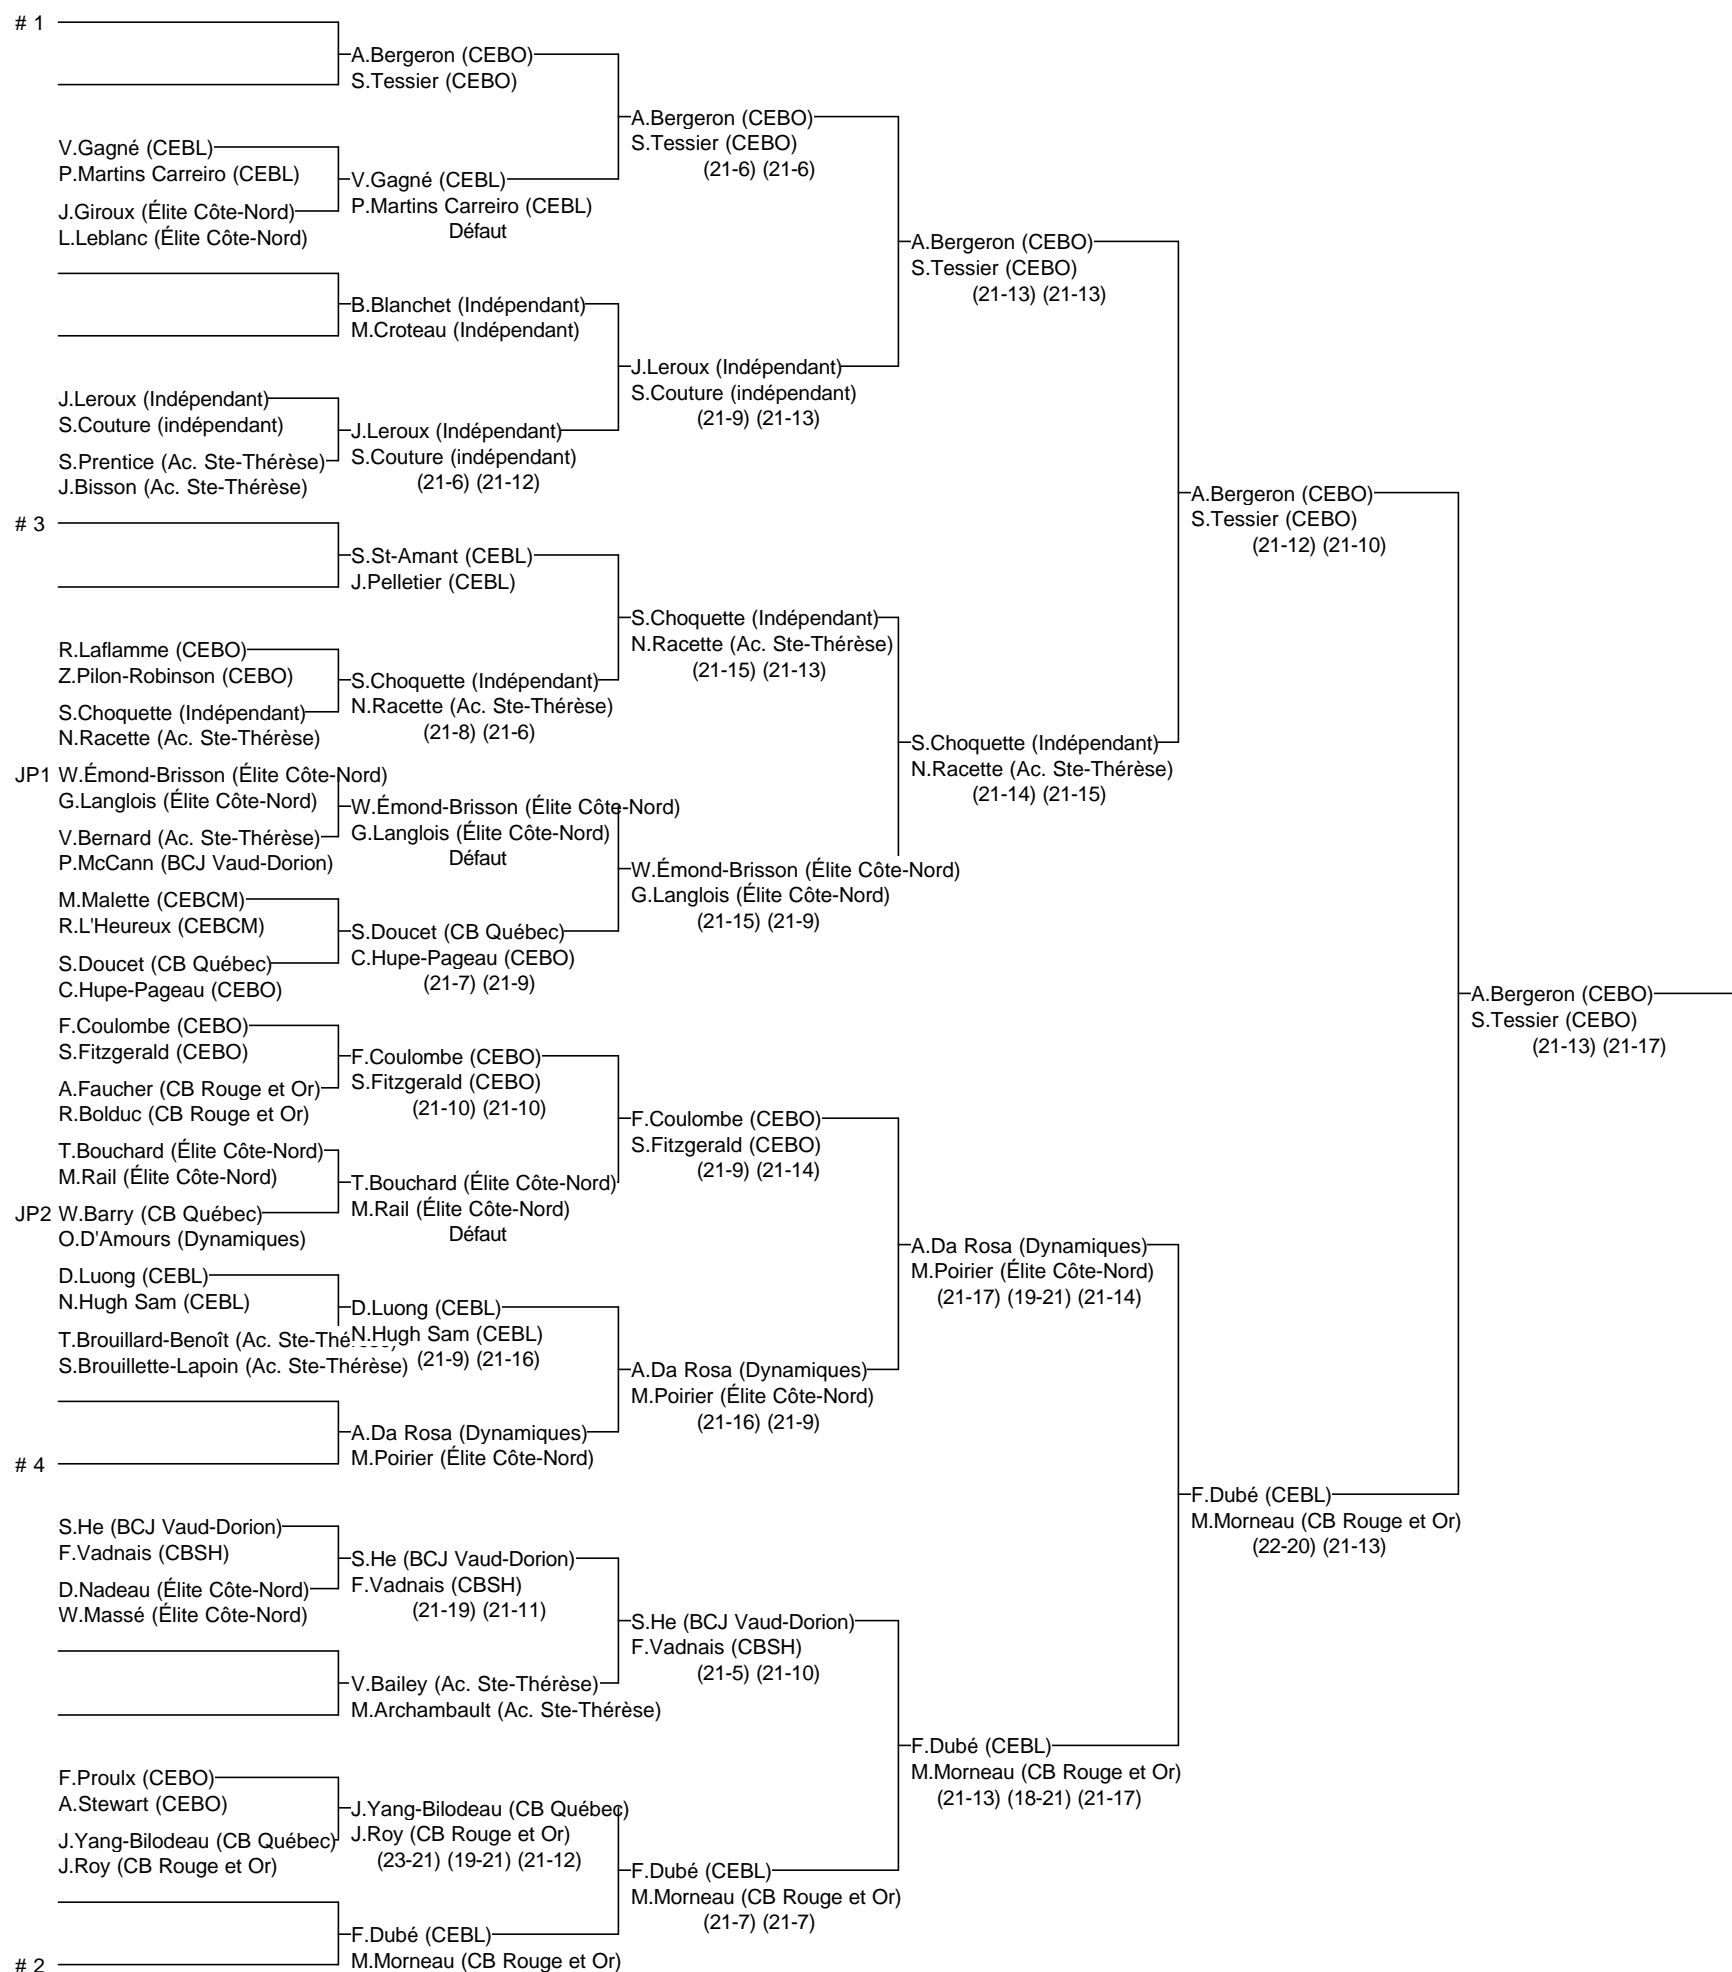 # 1
A.Bergeron (CEBO)
S.Tessier (CEBO)
A.Bergeron (CEBO)
S.Tessier (CEBO)
(21-6) (21-6)
V.Gagné (CEBL)
P.Martins Carreiro (CEBL)
V.Gagné (CEBL)
P.Martins Carreiro (CEBL)
Défaut
J.Giroux (Élite Côte-Nord)
L.Leblanc (Élite Côte-Nord)
A.Bergeron (CEBO)
S.Tessier (CEBO)
(21-13) (21-13)
B.Blanchet (Indépendant)
M.Croteau (Indépendant)
J.Leroux (Indépendant)
S.Couture (indépendant)
(21-9) (21-13)
J.Leroux (Indépendant)
S.Couture (indépendant)
J.Leroux (Indépendant)
S.Couture (indépendant)
(21-6) (21-12)
S.Prentice (Ac. Ste-Thérèse)
J.Bisson (Ac. Ste-Thérèse)
A.Bergeron (CEBO)
S.Tessier (CEBO)
(21-12) (21-10)
# 3
S.St-Amant (CEBL)
J.Pelletier (CEBL)
S.Choquette (Indépendant)
N.Racette (Ac. Ste-Thérèse)
(21-15) (21-13)
R.Laflamme (CEBO)
Z.Pilon-Robinson (CEBO)
S.Choquette (Indépendant)
N.Racette (Ac. Ste-Thérèse)
(21-8) (21-6)
S.Choquette (Indépendant)
N.Racette (Ac. Ste-Thérèse)
S.Choquette (Indépendant)
N.Racette (Ac. Ste-Thérèse)
(21-14) (21-15)
JP1 W.Émond-Brisson (Élite Côte-Nord)
G.Langlois (Élite Côte-Nord)
W.Émond-Brisson (Élite Côte-Nord)
G.Langlois (Élite Côte-Nord)
Défaut
V.Bernard (Ac. Ste-Thérèse)
P.McCann (BCJ Vaud-Dorion)
W.Émond-Brisson (Élite Côte-Nord)
G.Langlois (Élite Côte-Nord)
(21-15) (21-9)
M.Malette (CEBCM)
R.L'Heureux (CEBCM)
S.Doucet (CB Québec)
C.Hupe-Pageau (CEBO)
(21-7) (21-9)
S.Doucet (CB Québec)
C.Hupe-Pageau (CEBO)
A.Bergeron (CEBO)
S.Tessier (CEBO)
(21-13) (21-17)
F.Coulombe (CEBO)
S.Fitzgerald (CEBO)
F.Coulombe (CEBO)
S.Fitzgerald (CEBO)
(21-10) (21-10)
A.Faucher (CB Rouge et Or)
R.Bolduc (CB Rouge et Or)
F.Coulombe (CEBO)
S.Fitzgerald (CEBO)
(21-9) (21-14)
T.Bouchard (Élite Côte-Nord)
M.Rail (Élite Côte-Nord)
T.Bouchard (Élite Côte-Nord)
M.Rail (Élite Côte-Nord)
Défaut
JP2 W.Barry (CB Québec)
O.D'Amours (Dynamiques)
A.Da Rosa (Dynamiques)
M.Poirier (Élite Côte-Nord)
(21-17) (19-21) (21-14)
D.Luong (CEBL)
N.Hugh Sam (CEBL)
D.Luong (CEBL)
N.Hugh Sam (CEBL)
(21-9) (21-16)
T.Brouillard-Benoît (Ac.
S.Brouillette-Lapoin (Ac. Ste-Thérèse)
A.Da Rosa (Dynamiques)
M.Poirier (Élite Côte-Nord)
(21-16) (21-9)
A.Da Rosa (Dynamiques)
M.Poirier (Élite Côte-Nord)
# 4
F.Dubé (CEBL)
M.Morneau (CB Rouge et Or)
(22-20) (21-13)
S.He (BCJ Vaud-Dorion)
F.Vadnais (CBSH)
S.He (BCJ Vaud-Dorion)
F.Vadnais (CBSH)
(21-19) (21-11)
D.Nadeau (Élite Côte-Nord)
W.Massé (Élite Côte-Nord)
S.He (BCJ Vaud-Dorion)
F.Vadnais (CBSH)
(21-5) (21-10)
V.Bailey (Ac. Ste-Thérèse)
M.Archambault (Ac. Ste-Thérèse)
F.Dubé (CEBL)
M.Morneau (CB Rouge et Or)
(21-13) (18-21) (21-17)
F.Proulx (CEBO)
A.Stewart (CEBO)
J.Yang-Bilodeau (CB Québec)
J.Roy (CB Rouge et Or)
(23-21) (19-21) (21-12)
J.Yang-Bilodeau (CB Québec)
J.Roy (CB Rouge et Or)
F.Dubé (CEBL)
M.Morneau (CB Rouge et Or)
(21-7) (21-7)
F.Dubé (CEBL)
M.Morneau (CB Rouge et Or)
# 2